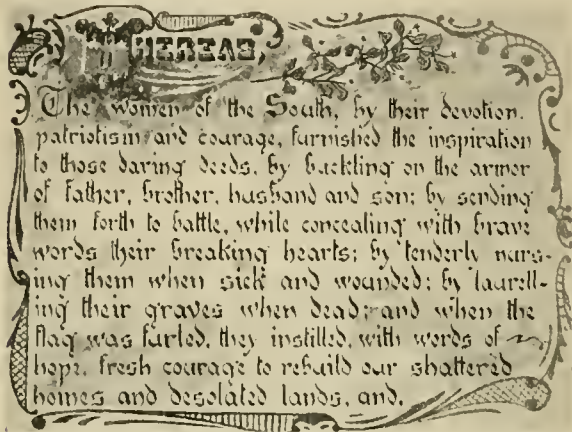 WHEREAS,
The women of the South, by their devotion,
patriotism and courage, furnished the inspiration
to those daring deeds, by buckling on the armor
of father, brother, husband and son; by sending
them forth to battle, while concealing with brave
words their breaking hearts; by tenderly nurs-
ing them when sick and wounded; by laurell-
ing their graves when dead; and when the
flag was furled, they instilled, with words of
hope, fresh courage to rebuild our shattered
homes and desolated lands, and,